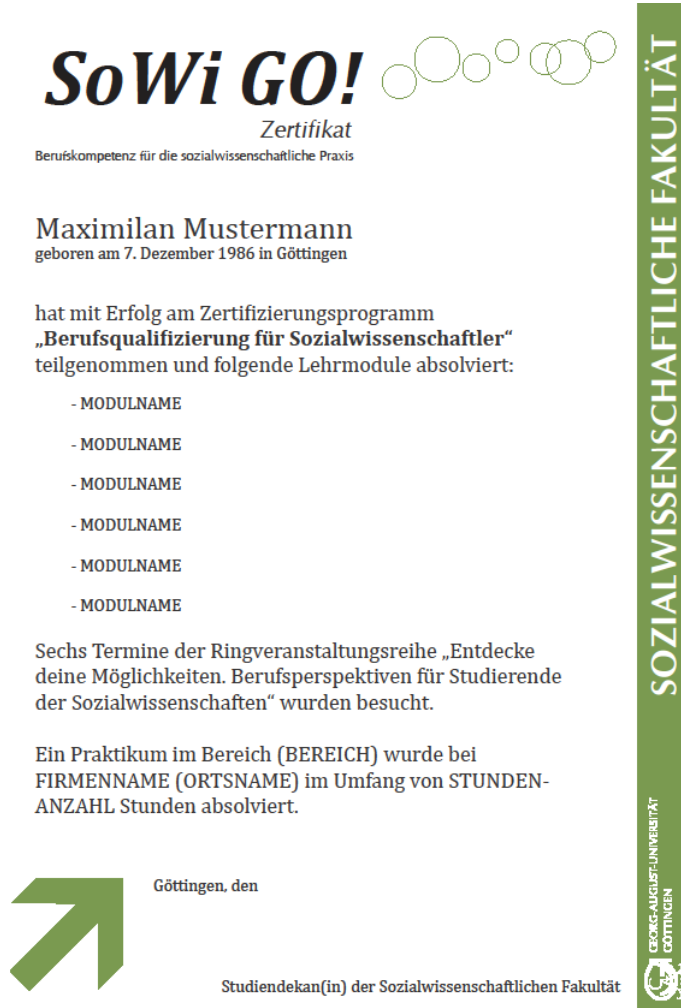 SoWi GO!
Zertifikat
Berufskompetenz für die sozialwissenschaftliche Praxis
Maximilan Mustermann
geboren am 7. Dezember 1986 in Göttingen
hat mit Erfolg am Zertifizierungsprogramm
„Berufsqualifizierung für Sozialwissenschaftler“
teilgenommen und folgende Lehrmodule absolviert:
- MODULNAME
- MODULNAME
- MODULNAME
- MODULNAME
- MODULNAME
- MODULNAME
Sechs Termine der Ringveranstaltungsreihe „Entdecke
deine Möglichkeiten. Berufsperspektiven für Studierende
der Sozialwissenschaften“ wurden besucht.
Ein Praktikum im Bereich (BEREICH) wurde bei
FIRMENNAME (ORTSNAME) im Umfang von STUNDEN-
ANZAHL Stunden absolviert.
Göttingen, den
Studiendekan(in) der Sozialwissenschaftlichen Fakultät
SOZIALWISSENSCHAFTLICHE FAKULTÄT
GEORG-AUGUST-UNIVERSITÄT
GÖTTINGEN